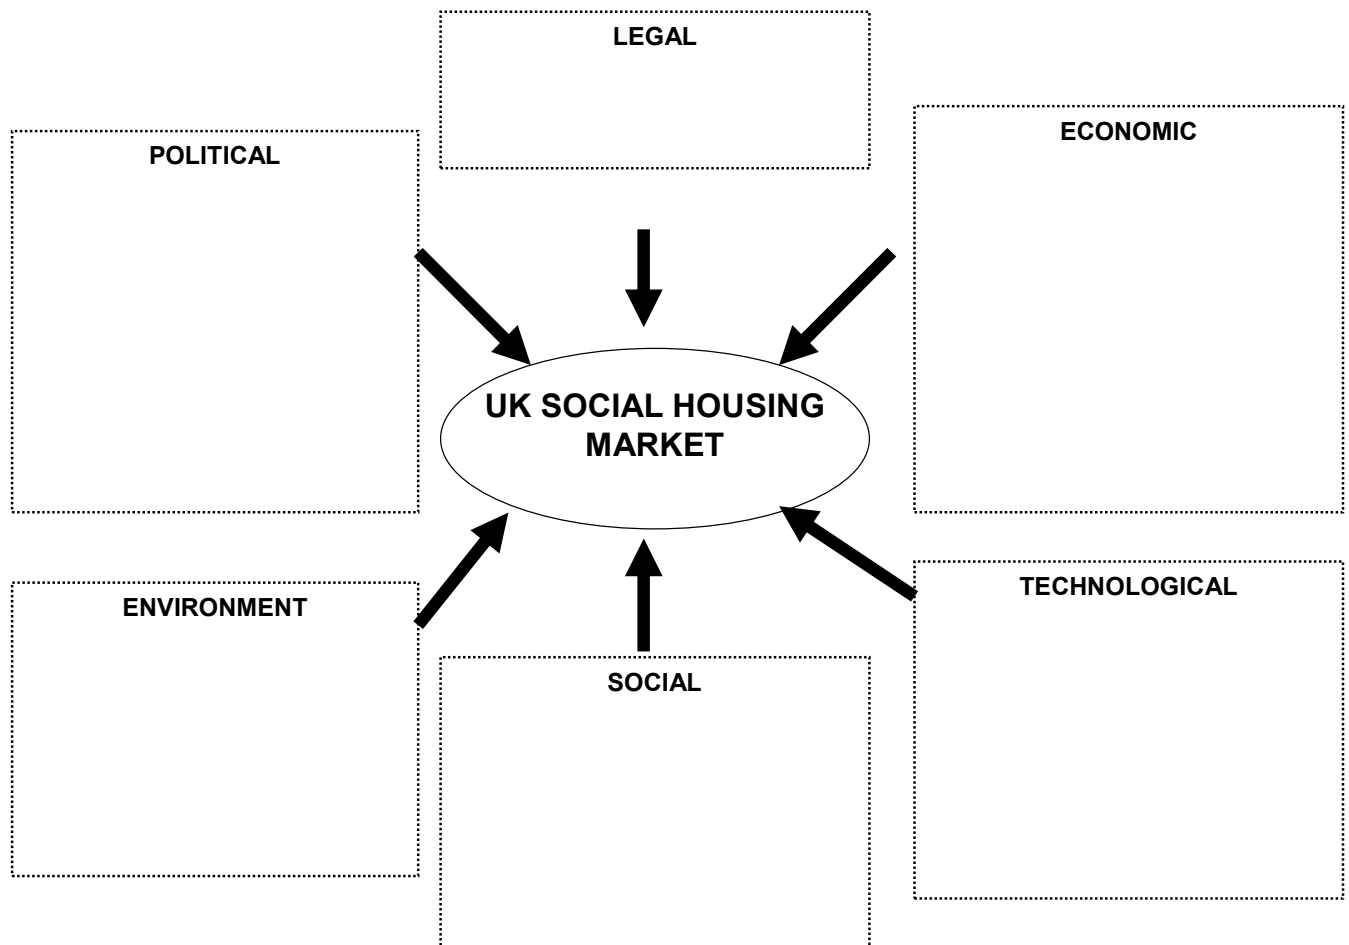 LEGAL
POLITICAL
ECONOMIC
UK SOCIAL HOUSING
MARKET
ENVIRONMENT
SOCIAL
TECHNOLOGICAL